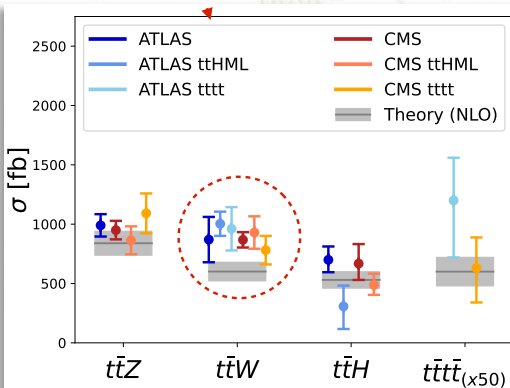 2500
2000
1500
1000
500
0
σ [fb]
ATLAS
ATLAS ttHML
ATLAS tttt
CMS
CMS ttHML
CMS tttt
Theory (NLO)
tt̄Z
tt̄W
tt̄H
tt̄tt̄(x50)